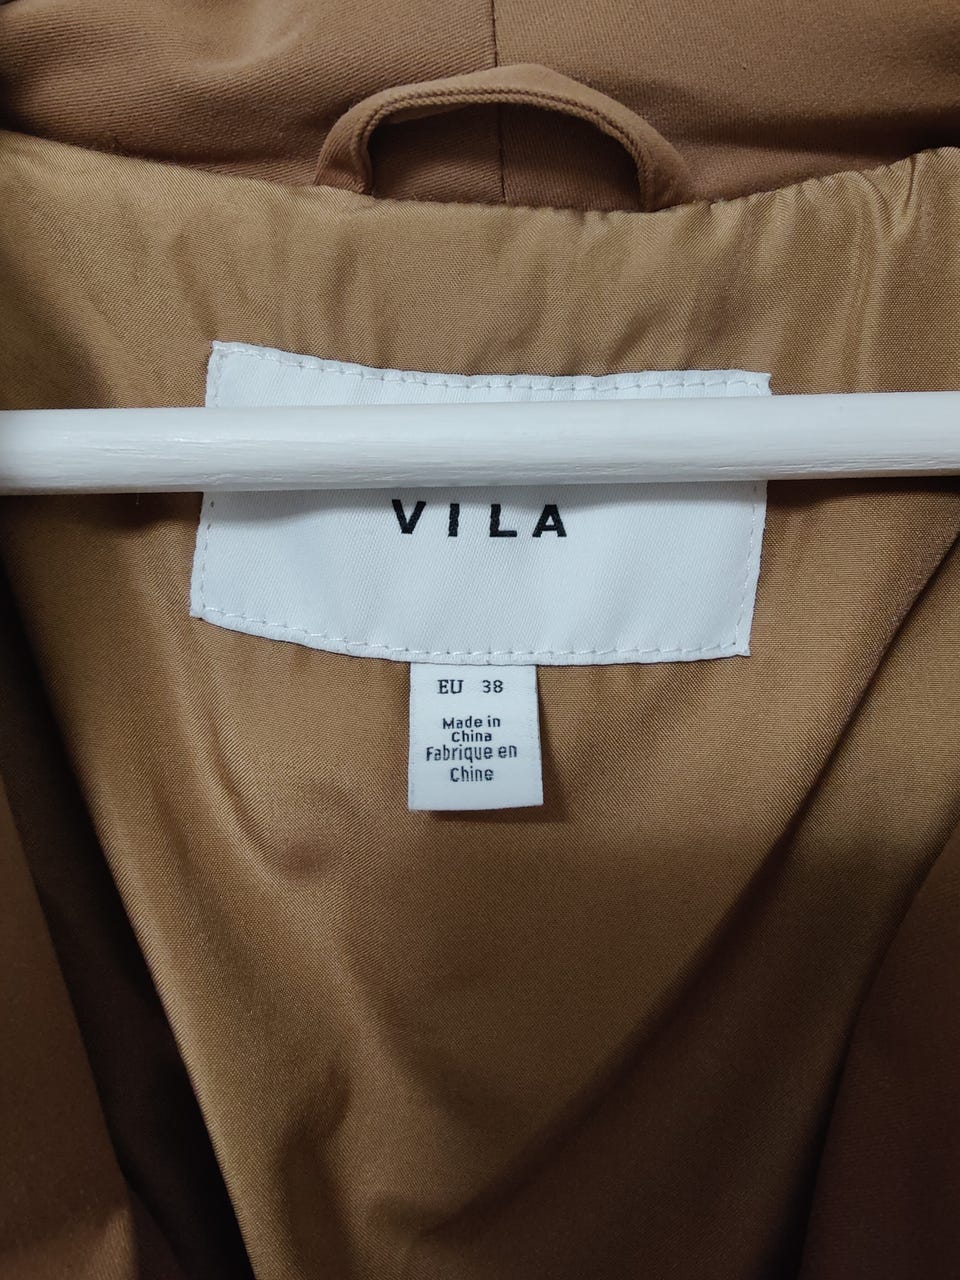 VILA
EU 38
Made in
China
Fabrique en
Chine